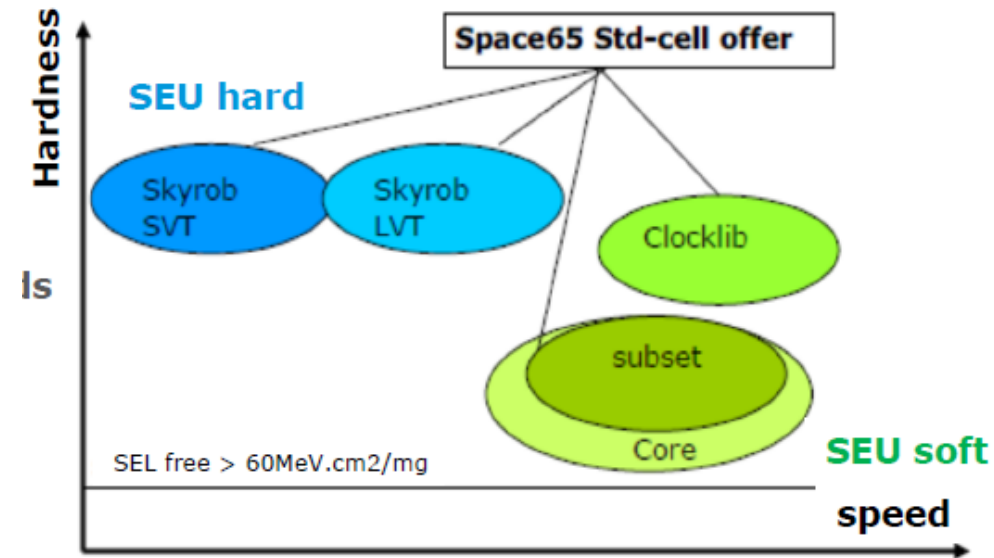 Hardness
Space65 Std-cell offer
SEU hard
Skyrob
SVT
Skyrob
LVT
Clocklib
subset
Core
SEL free > 60MeV.cm2/mg
SEU soft
speed